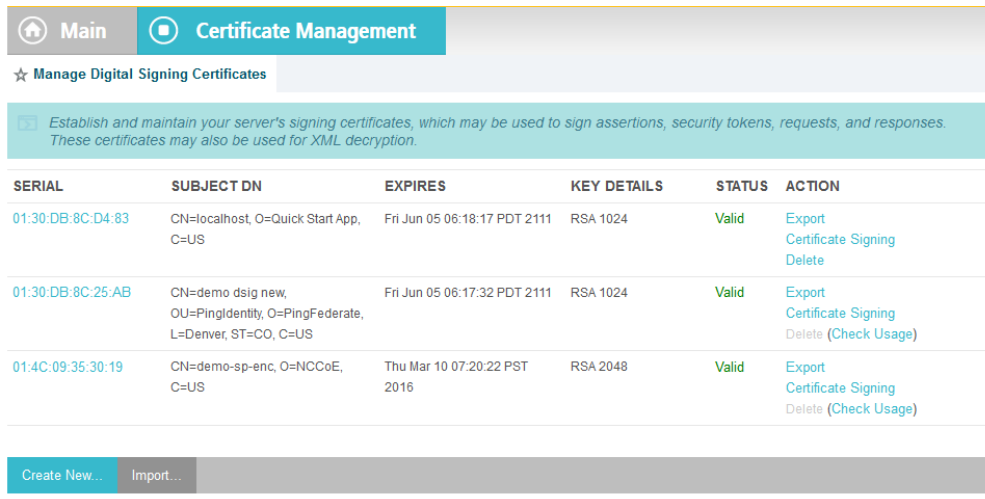 Main Certificate Management
Manage Digital Signing Certificates
Establish and maintain your server's signing certificates, which may be used to sign assertions, security tokens, requests, and responses.
These certificates may also be used for XML decryption.
SERIAL SUBJECT DN EXPIRES KEY DETAILS STATUS ACTION
01:30:DB:8C:D4:83 CN=localhost, O=Quick Start App, Fri Jun 05 06:18:17 PDT 2111 RSA 1024 Valid Export
C=US Certificate Signing
Delete
01:30:DB:8C:25:AB CN=demo dsig new, Fri Jun 05 06:17:32 PDT 2111 RSA 1024 Valid Export
OU=PingIdentity, O=PingFederate, Certificate Signing
L=Denver, ST=CO, C=US Delete (Check Usage)
01:4C:09:35:30:19 CN=demo-sp-enc, O=NCCoE, Thu Mar 10 07:20:22 PST RSA 2048 Valid Export
C=US 2016 Certificate Signing
Delete (Check Usage)
Create New... Import...